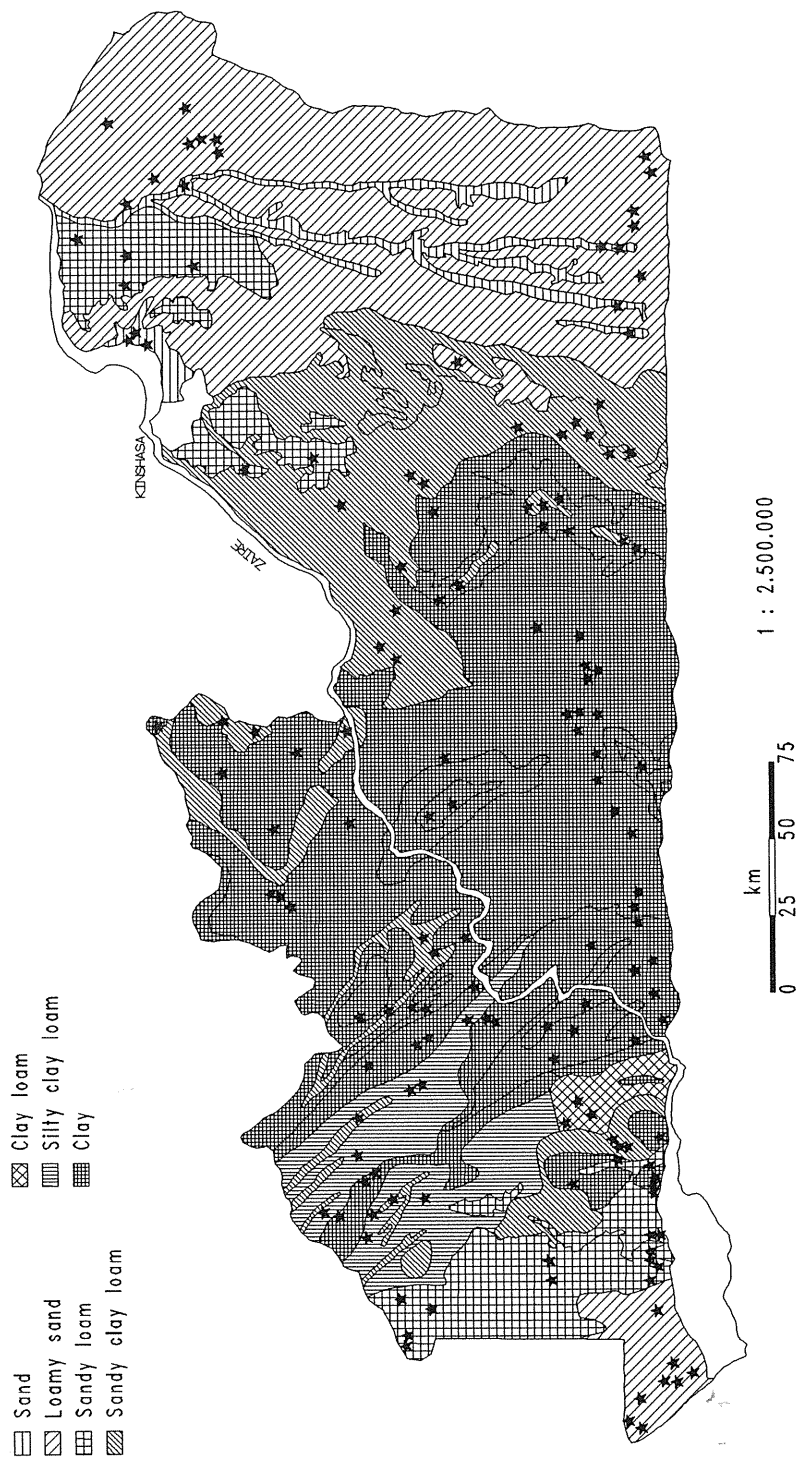 Sand
Loamy sand
Sandy loam
Sandy clay loam
Clay loam
Silty clay loam
Clay
KINSHASA
ZAIRE
km
0 25 50 75
1 : 2.500.000